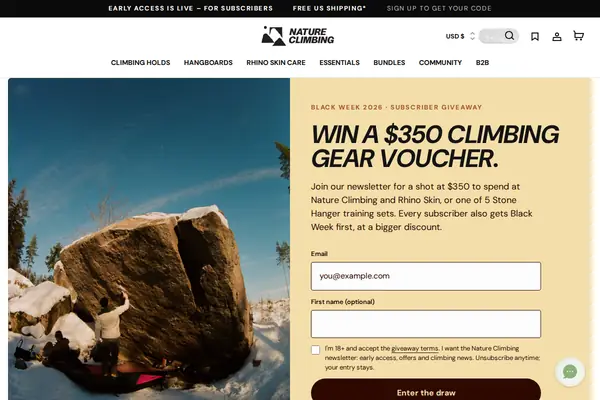 EARLY ACCESS IS LIVE – FOR SUBSCRIBERS FREE US SHIPPING* SIGN UP TO GET YOUR CODE
NATURE
CLIMBING
USD $
CLIMBING HOLDS HANGBOARDS RHINO SKIN CARE ESSENTIALS BUNDLES COMMUNITY B2B
BLACK WEEK 2026 · SUBSCRIBER GIVEAWAY
WIN A $350 CLIMBING
GEAR VOUCHER.
Join our newsletter for a shot at $350 to spend at
Nature Climbing and Rhino Skin, or one of 5 Stone
Hanger training sets. Every subscriber also gets Black
Week first, at a bigger discount.
Email
you@example.com
First name (optional)
I'm 18+ and accept the giveaway terms. I want the Nature Climbing
newsletter: early access, offers and climbing news. Unsubscribe anytime;
your entry stays.
Enter the draw